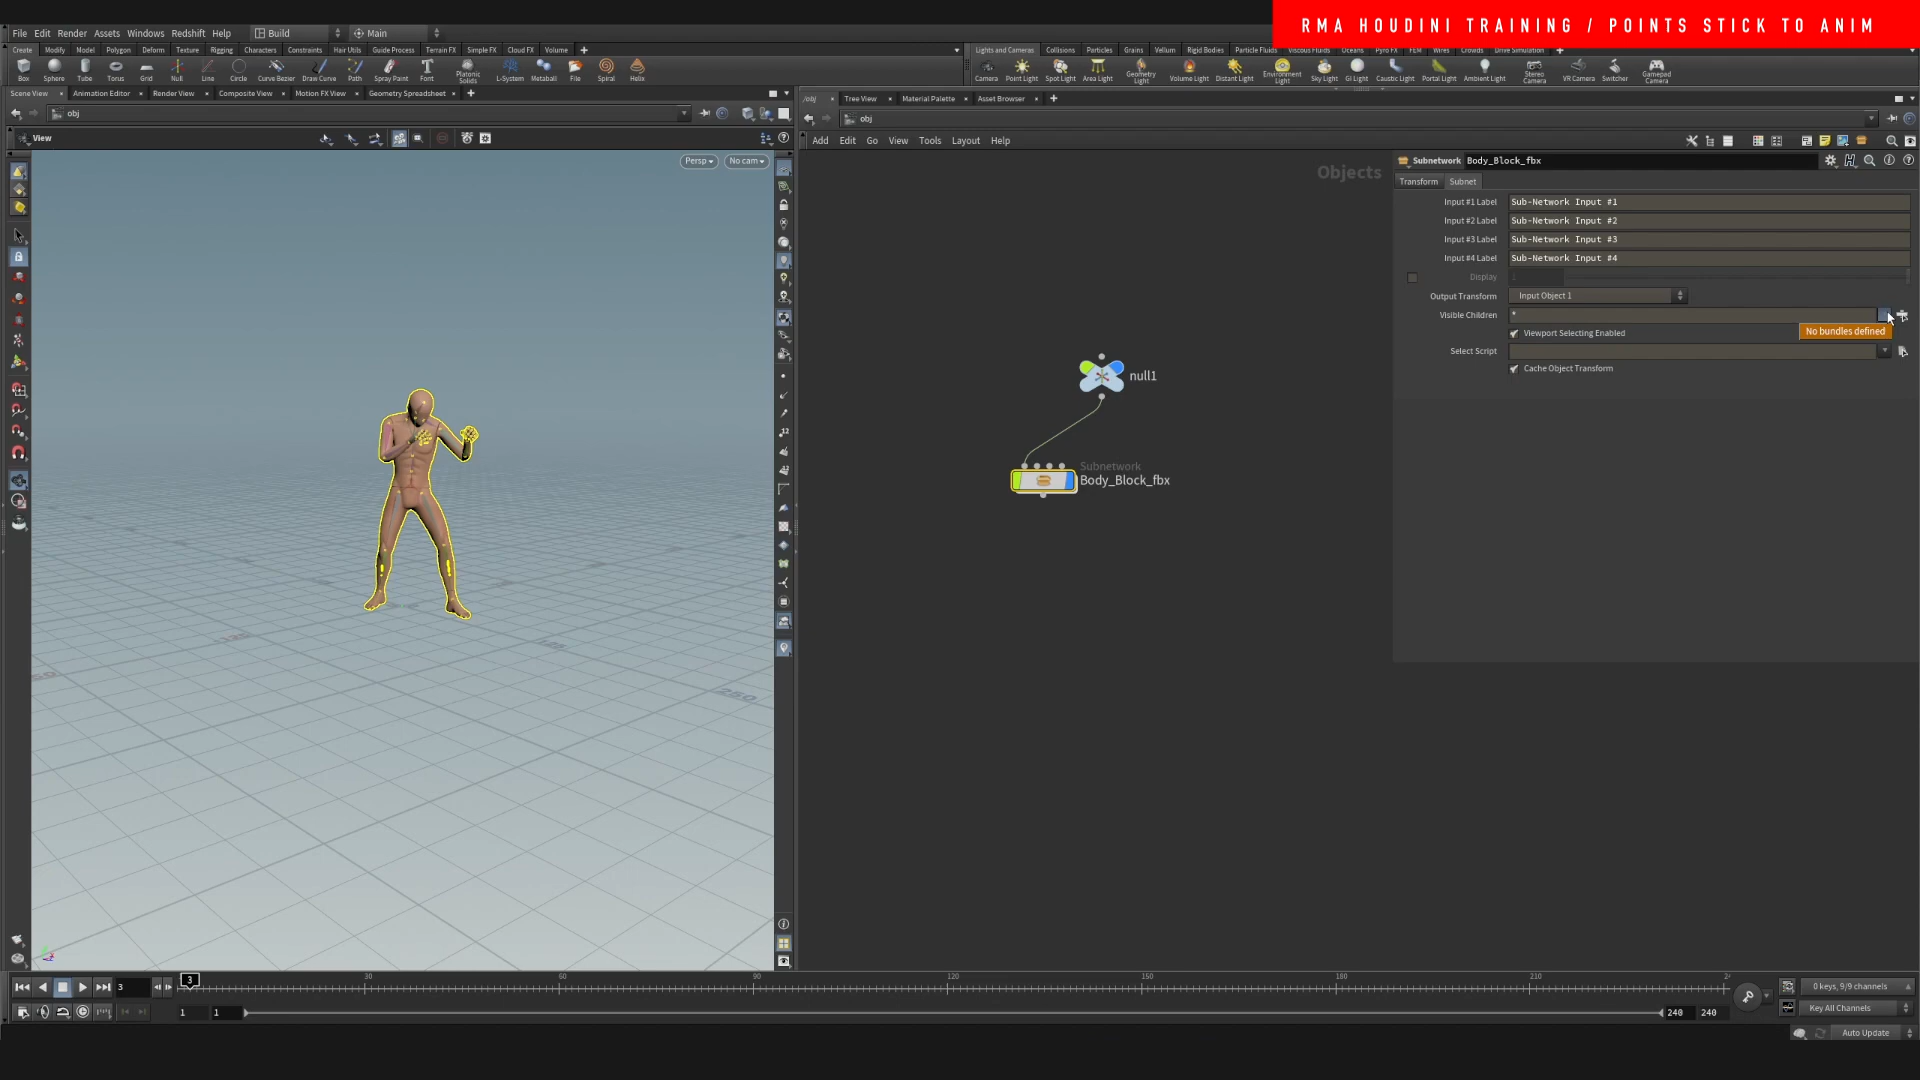 RMA HOUDINI TRAINING / POINTS STICK TO ANIM
File Edit Render Assets Windows Redshift Help Build Main
Create Modify Model Polygon Deform Texture Rigging Characters Constraints Hair Utils Guide Process Terrain FX Simple FX Cloud FX Volume
Lights and Cameras Collisions Particles Grains Vellum Rigid Bodies Particle Fluids Viscous Fluids Oceans Pyro FX FEM Wires Crowds Drive Simulation
Box Sphere Tube Torus Grid Null Line Circle Curve Bezier Draw Curve Path Spray Paint Font Platonic Solids L-System Metaball File Spiral Helix
Camera Point Light Spot Light Area Light Geometry Light Volume Light Distant Light Environment Light Sky Light GI Light Caustic Light Portal Light Ambient Light Stereo Camera VR Camera Switcher Gamepad Camera
Scene View Animation Editor Render View Composite View Motion FX View Geometry Spreadsheet
/obj Tree View Material Palette Asset Browser
obj
obj
View
Add Edit Go View Tools Layout Help
Persp No cam
Objects
Subnetwork Body_Block_fbx
Transform Subnet
Input #1 Label Sub-Network Input #1
Input #2 Label Sub-Network Input #2
Input #3 Label Sub-Network Input #3
Input #4 Label Sub-Network Input #4
Display
Output Transform Input Object 1
Visible Children *
No bundles defined
Viewport Selecting Enabled
Select Script
Cache Object Transform
null1
Subnetwork
Body_Block_fbx
250
3
3
30 60 90 120 150 180 210
1 1 240 240
0 keys, 9/9 channels
Key All Channels
Auto Update